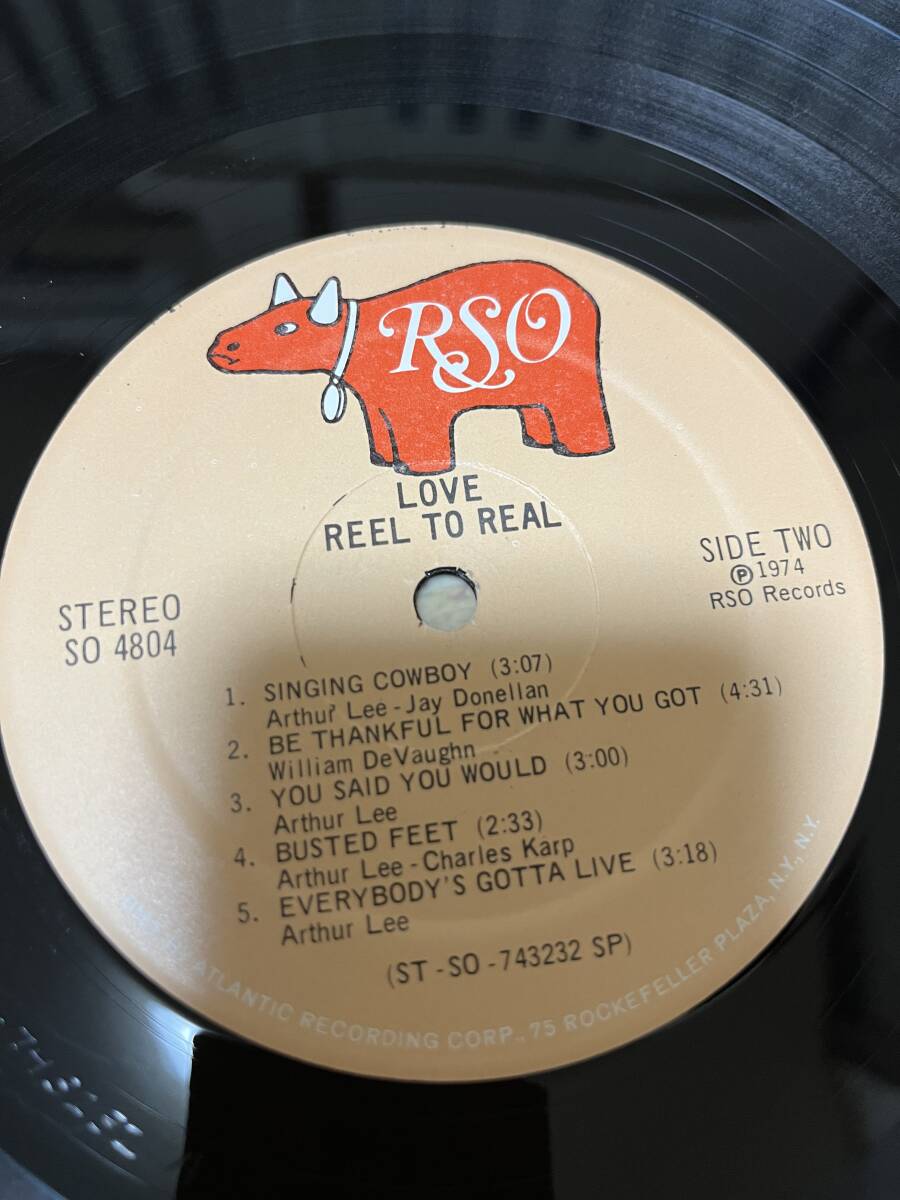 RSO
LOVE
REEL TO REAL
STEREO
SO 4804
SIDE TWO
℗1974
RSO Records
1. SINGING COWBOY (3:07)
Arthur Lee-Jay Donellan
2. BE THANKFUL FOR WHAT YOU GOT (4:31)
William DeVaughn
3. YOU SAID YOU WOULD (3:00)
Arthur Lee
4. BUSTED FEET (2:33)
Arthur Lee-Charles Karp
5. EVERYBODY'S GOTTA LIVE (3:18)
Arthur Lee
(ST-SO-743232 SP)
ATLANTIC RECORDING CORP., 75 ROCKEFELLER PLAZA, N.Y., N.Y.